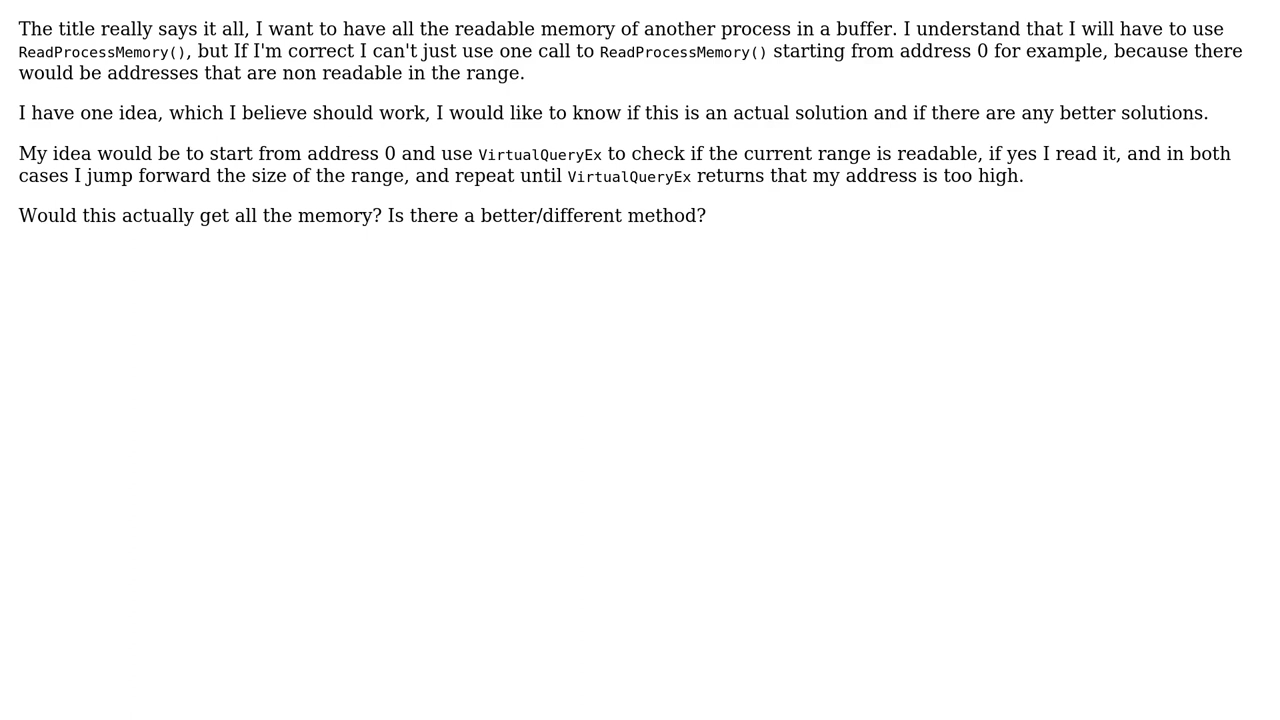 The title really says it all, I want to have all the readable memory of another process in a buffer. I understand that I will have to use
ReadProcessMemory(), but If I'm correct I can't just use one call to ReadProcessMemory() starting from address 0 for example, because there
would be addresses that are non readable in the range.
I have one idea, which I believe should work, I would like to know if this is an actual solution and if there are any better solutions.
My idea would be to start from address 0 and use VirtualQueryEx to check if the current range is readable, if yes I read it, and in both
cases I jump forward the size of the range, and repeat until VirtualQueryEx returns that my address is too high.
Would this actually get all the memory? Is there a better/different method?